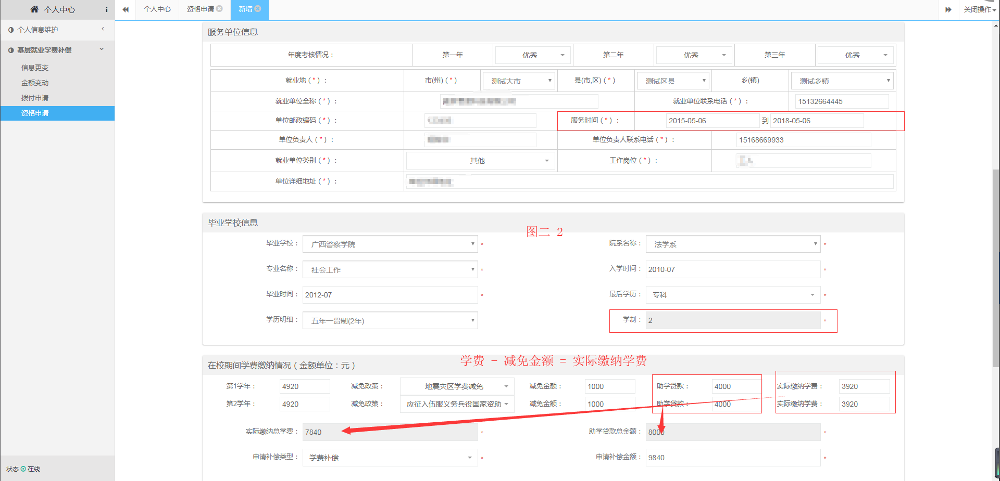 个人中心
个人中心 资格申请 新增 关闭操作
个人信息维护
基层就业学费补偿
信息更变
金额变动
拨付申请
资格申请
状态 在线
服务单位信息
年度考核情况： 第一年 优秀 第二年 优秀 第三年 优秀
就业地（*）： 市(州)(*) 测试大市 县(市,区)(*) 测试区县 乡(镇) 测试乡镇
就业单位全称（*）： 就业单位联系电话（*）： 15132664445
单位邮政编码（*）： 服务时间（*）： 2015-05-06 到 2018-05-06
单位负责人（*）： 单位负责人联系电话（*）： 15168669933
就业单位类别（*）： 其他 工作岗位（*）：
单位详细地址（*）：
毕业学校信息
图二 2
毕业学校： 广西警察学院 * 院系名称： 法学系 *
专业名称： 社会工作 * 入学时间： 2010-07 *
毕业时间： 2012-07 * 最后学历： 专科 *
学历明细： 五年一贯制(2年) 学制： 2 *
学费 - 减免金额 = 实际缴纳学费
在校期间学费缴纳情况（金额单位：元）
第1学年： 4920 减免政策： 地震灾区学费减免 减免金额： 1000 助学贷款： 4000 实际缴纳学费： 3920
第2学年： 4920 减免政策： 应征入伍服义务兵役国家资助 减免金额： 1000 助学贷款： 4000 实际缴纳学费： 3920
实际缴纳总学费： 7840 * 助学贷款总金额： 8000 *
申请补偿类型： 学费补偿 * 申请补偿金额： 9840 *